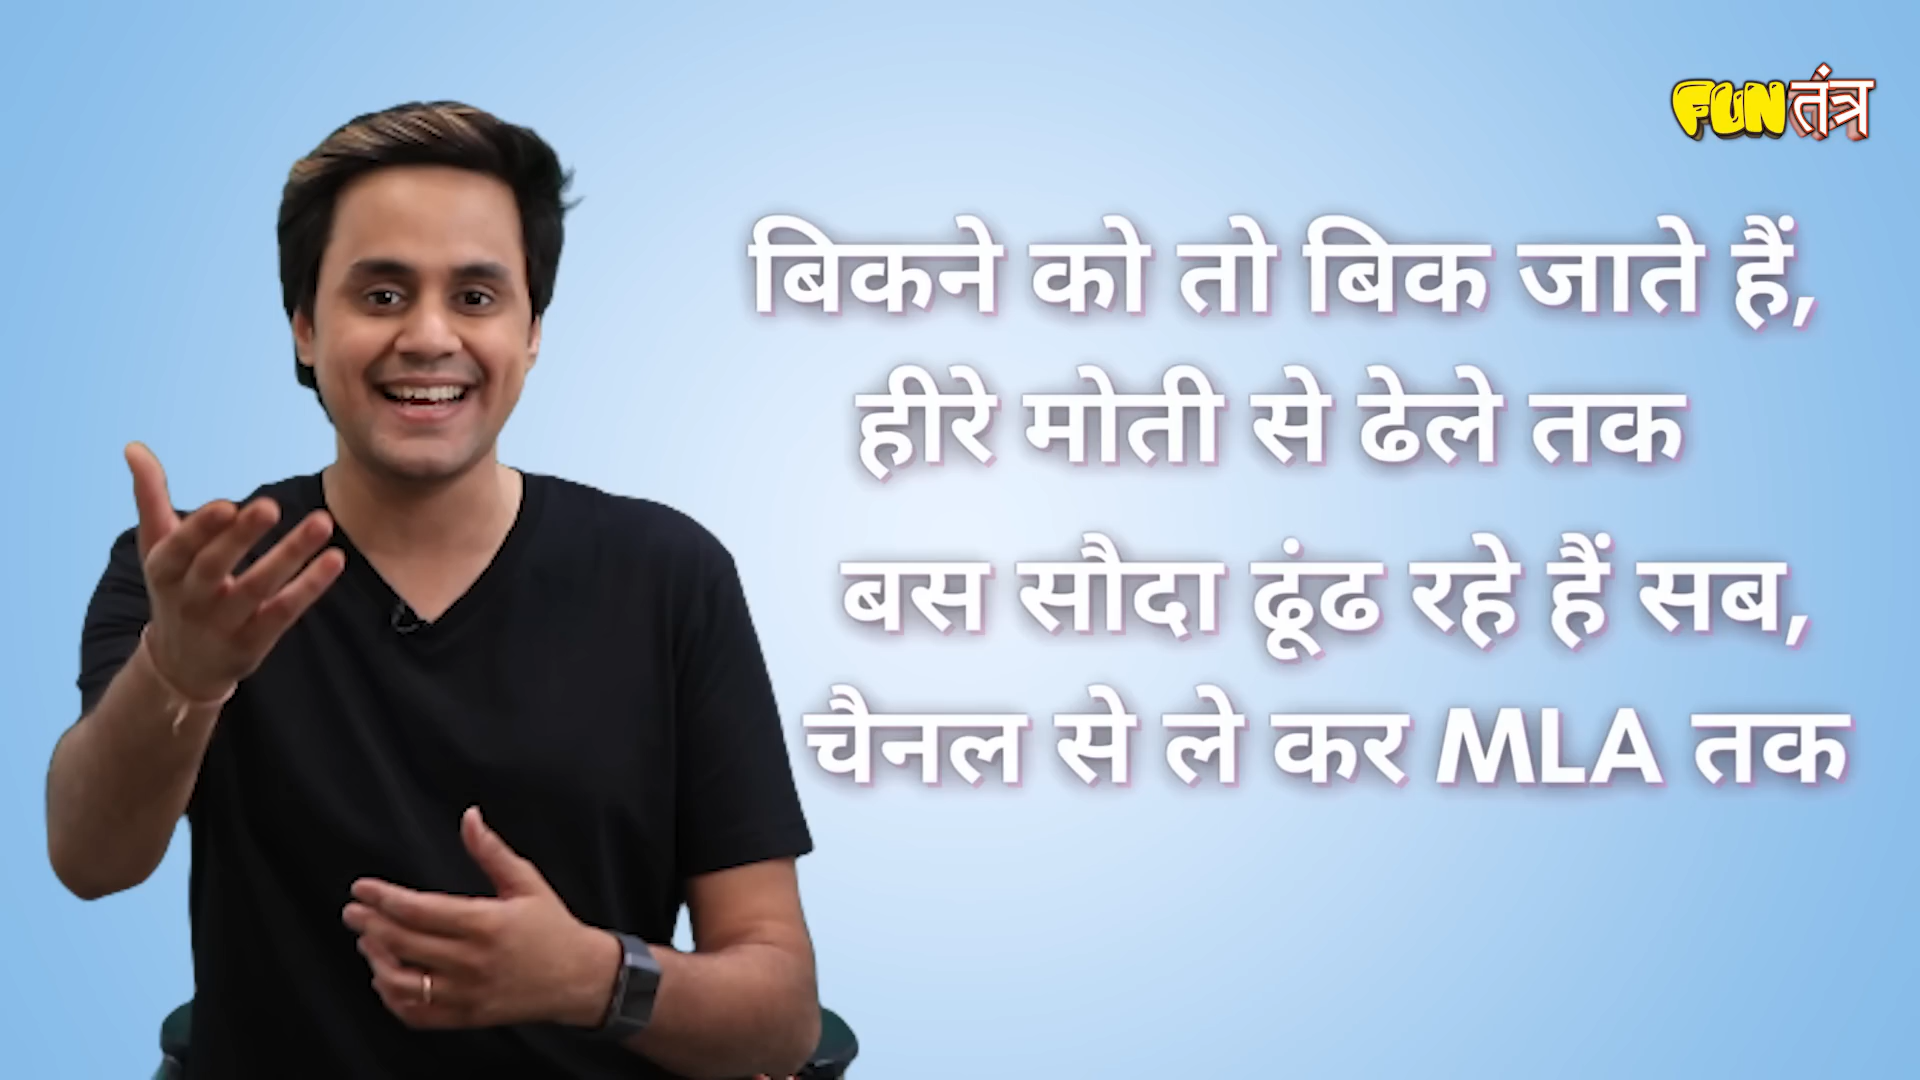 FUNतंत्र
बिकने को तो बिक जाते हैं,
हीरे मोती से ढेले तक
बस सौदा ढूंढ रहे हैं सब,
चैनल से ले कर MLA तक